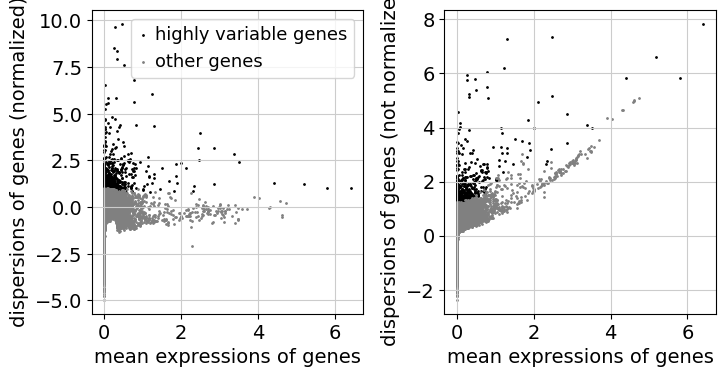 dispersions of genes (normalized)
10.0
7.5
5.0
2.5
0.0
−2.5
−5.0
highly variable genes
other genes
0 2 4 6
mean expressions of genes
dispersions of genes (not normalize
8
6
4
2
0
−2
0 2 4 6
mean expressions of genes